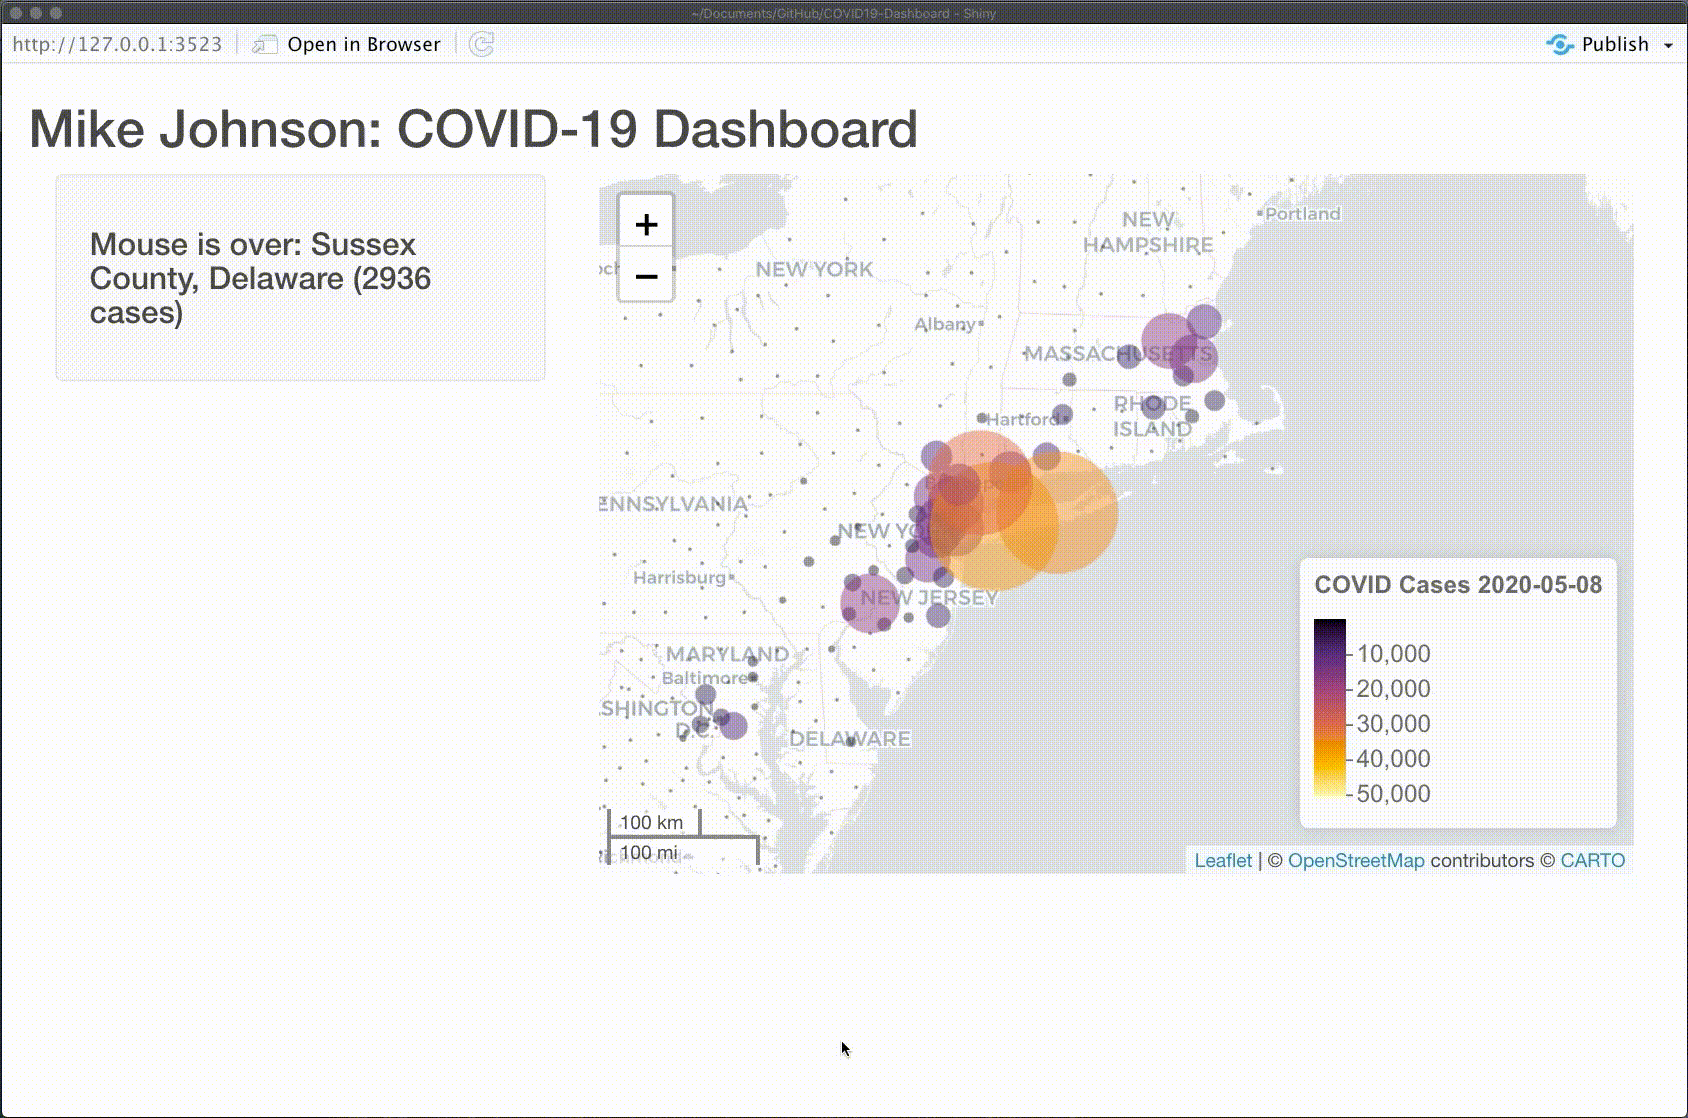 ~/Documents/GitHub/COVID19-Dashboard - Shiny
http://127.0.0.1:3523
Open in Browser
Publish
Mike Johnson: COVID-19 Dashboard
Mouse is over: Sussex
County, Delaware (2936
cases)
+
−
Portland
NEW
HAMPSHIRE
NEW YORK
Albany
MASSACHUSETTS
RHODE
ISLAND
Hartford
ENNSYLVANIA
NEW YO
Harrisburg
NEW JERSEY
MARYLAND
Baltimore
SHINGTON,
D.C.
DELAWARE
COVID Cases 2020-05-08
10,000
20,000
30,000
40,000
50,000
100 km
100 mi
Leaflet | © OpenStreetMap contributors © CARTO